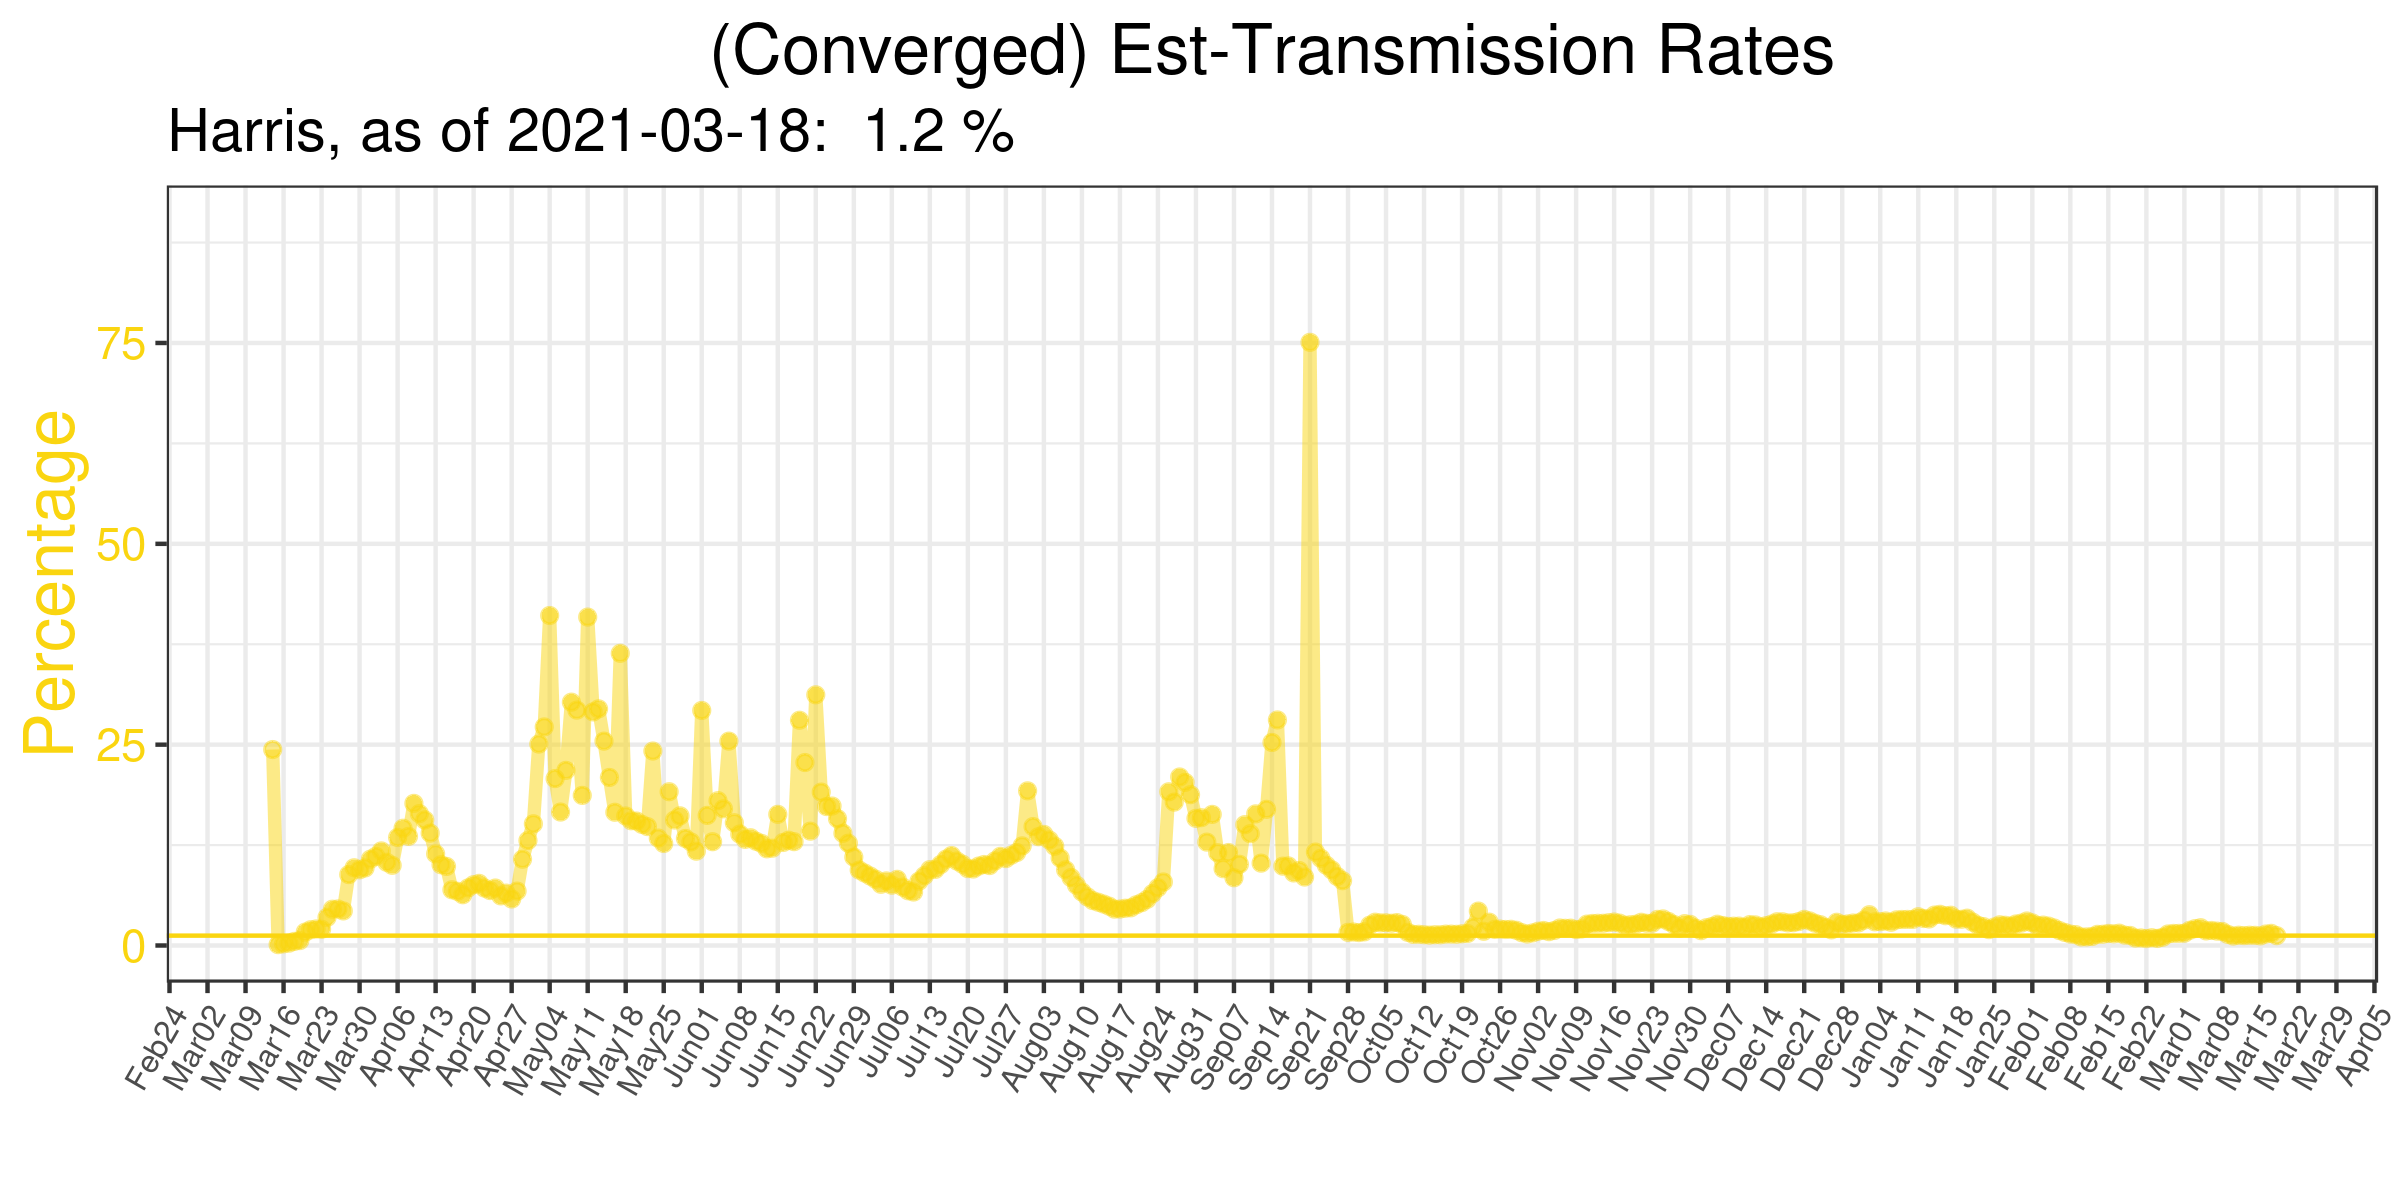 (Converged) Est-Transmission Rates
Harris, as of 2021-03-18: 1.2 %
Percentage
75
50
25
0
Feb24
Mar02
Mar09
Mar16
Mar23
Mar30
Apr06
Apr13
Apr20
Apr27
May04
May11
May18
May25
Jun01
Jun08
Jun15
Jun22
Jun29
Jul06
Jul13
Jul20
Jul27
Aug03
Aug10
Aug17
Aug24
Aug31
Sep07
Sep14
Sep21
Sep28
Oct05
Oct12
Oct19
Oct26
Nov02
Nov09
Nov16
Nov23
Nov30
Dec07
Dec14
Dec21
Dec28
Jan04
Jan11
Jan18
Jan25
Feb01
Feb08
Feb15
Feb22
Mar01
Mar08
Mar15
Mar22
Mar29
Apr05